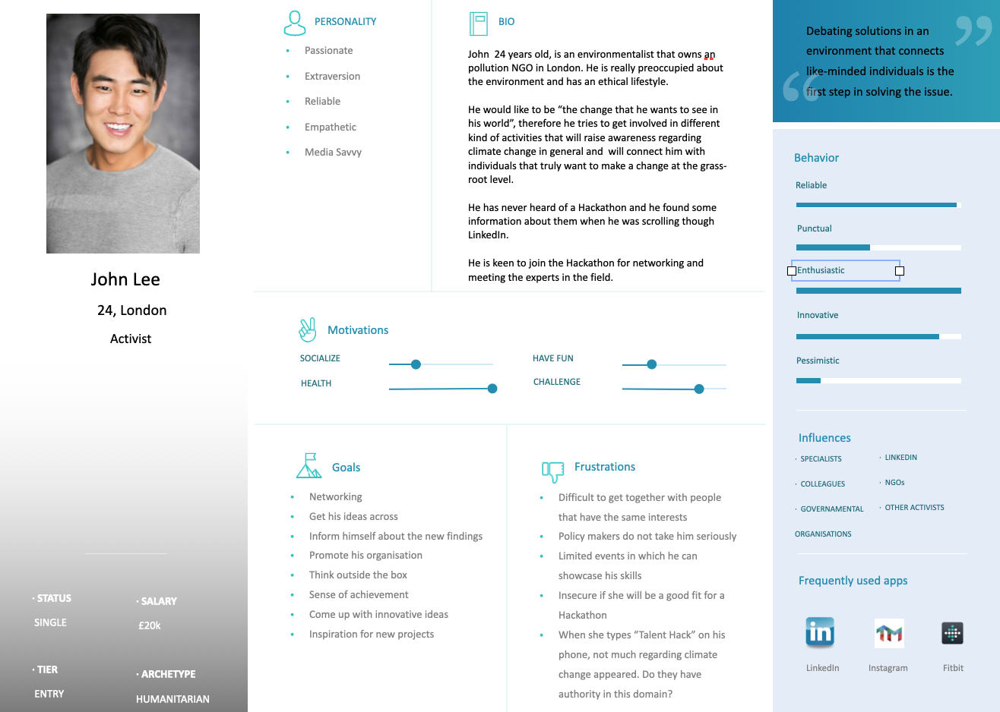 John Lee
24, London
Activist
· STATUS
SINGLE
· SALARY
£20k
· TIER
ENTRY
· ARCHETYPE
HUMANITARIAN
PERSONALITY
• Passionate
• Extraversion
• Reliable
• Empathetic
• Media Savvy
BIO
John  24 years old, is an environmentalist that owns an
pollution NGO in London. He is really preoccupied about
the environment and has an ethical lifestyle.
He would like to be “the change that he wants to see in
his world”, therefore he tries to get involved in different
kind of activities that will raise awareness regarding
climate change in general and  will connect him with
individuals that truly want to make a change at the grass-
root level.
He has never heard of a Hackathon and he found some
information about them when he was scrolling though
LinkedIn.
He is keen to join the Hackathon for networking and
meeting the experts in the field.
Motivations
SOCIALIZE
HAVE FUN
HEALTH
CHALLENGE
Goals
• Networking
• Get his ideas across
• Inform himself about the new findings
• Promote his organisation
• Think outside the box
• Sense of achievement
• Come up with innovative ideas
• Inspiration for new projects
Frustrations
• Difficult to get together with people
that have the same interests
• Policy makers do not take him seriously
• Limited events in which he can
showcase his skills
• Insecure if she will be a good fit for a
Hackathon
• When she types “Talent Hack” on his
phone, not much regarding climate
change appeared. Do they have
authority in this domain?
“
Debating solutions in an
environment that connects
like-minded individuals is the
first step in solving the issue.
”
Behavior
Reliable
Punctual
Enthusiastic
Innovative
Pessimistic
Influences
· SPECIALISTS
· COLLEAGUES
· GOVERNAMENTAL
ORGANISATIONS
· LINKEDIN
· NGOs
· OTHER ACTIVISTS
Frequently used apps
in
TM
LinkedIn
Instagram
Fitbit